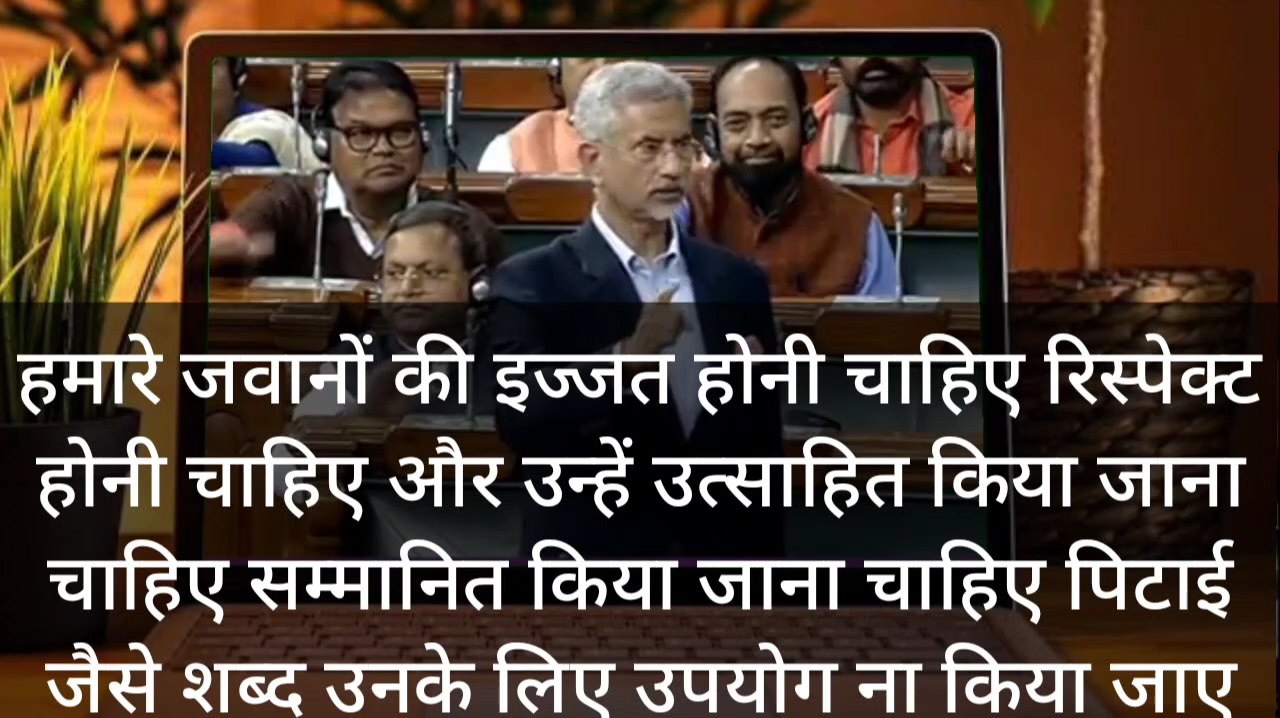 हमारे जवानों की इज्जत होनी चाहिए रिस्पेक्ट
होनी चाहिए और उन्हें उत्साहित किया जाना
चाहिए सम्मानित किया जाना चाहिए पिटाई
जैसे शब्द उनके लिए उपयोग ना किया जाए